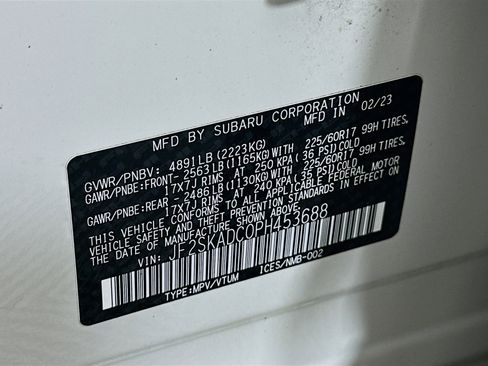 MFD BY SUBARU CORPORATION 02/23
GVWR/PNBV: 4891LB(2223KG)
GAWR/PNBE:FRONT-2563LB(1165KG)WITH 225/60R17 99H TIRES,
17X7J RIMS AT 250 KPA(36 PSI)COLD
GAWR/PNBE:REAR -2486LB(1130KG)WITH 225/60R17 99H TIRES,
17X7J RIMS AT 240 KPA(35 PSI)COLD.
THIS VEHICLE CONFORMS TO ALL APPLICABLE FEDERAL MOTOR
VEHICLE SAFETY AND THEFT PREVENTION STANDARDS IN EFFECT
ON THE DATE OF MANUFACTURE SHOWN ABOVE.
VIN: JF2SKADC0PH453688
TYPE:MPV/VTUM ICES/NMB-002